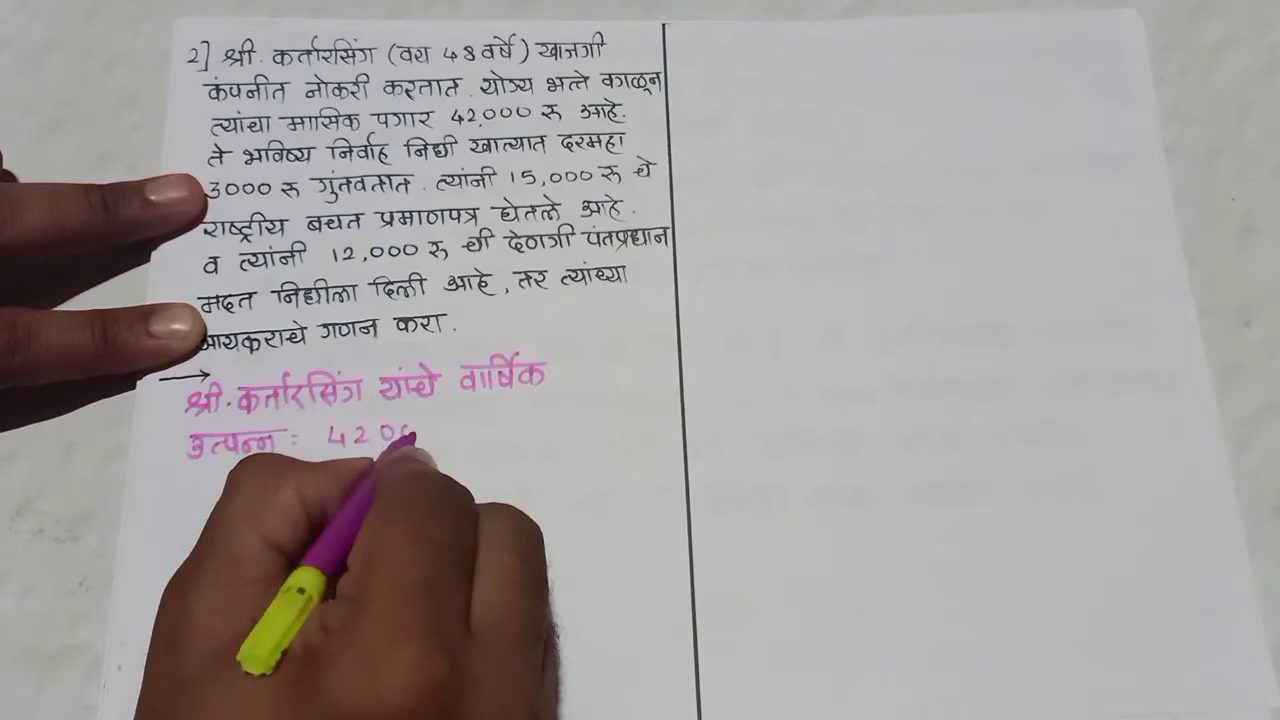 2] श्री. कर्तारसिंग (वय 48 वर्षे) खाजगी
कंपनीत नोकरी करतात. योग्य भत्ते काळून
त्यांचा मासिक पगार 42,000 रु आहे.
ते भविष्य निर्वाह निधी खात्यात दरमहा
3000 रु गुंतवतात. त्यांनी 15,000 रु चे
राष्ट्रीय बचत प्रमाणपत्र घेतले आहे.
व त्यांनी 12,000 रु ची देणगी पंतप्रधान
मदत निधीला दिली आहे, तर त्यांच्या
आयकराचे गणन करा.
→ श्री. कर्तारसिंग यांचे वार्षिक
उत्पन्न = 4200